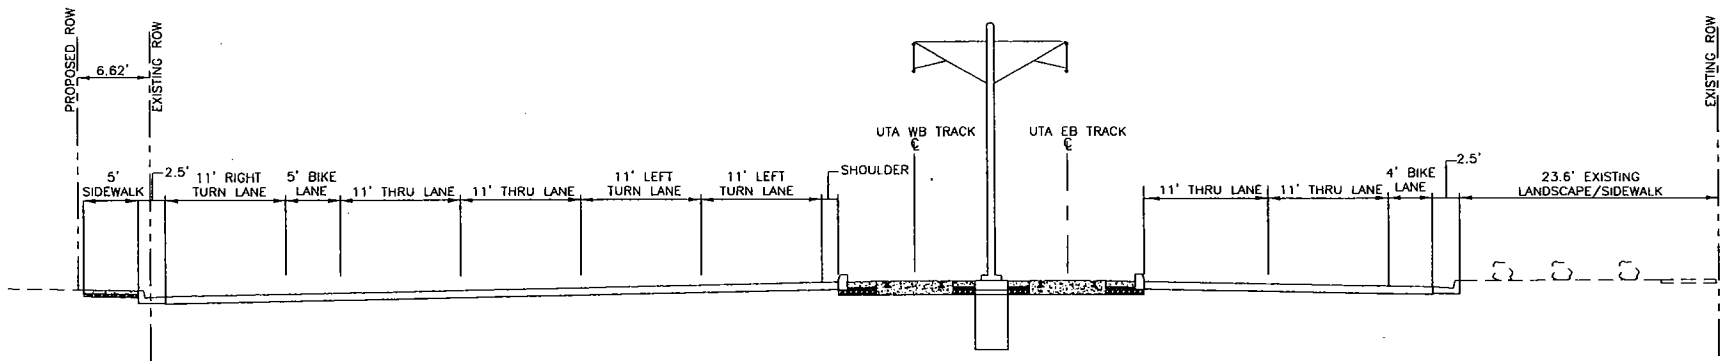 PROPOSED ROW
6.62'
EXISTING ROW
5'
SIDEWALK
2.5'
11' RIGHT
TURN LANE
5' BIKE
LANE
11' THRU LANE
11' THRU LANE
11' LEFT
TURN LANE
11' LEFT
TURN LANE
SHOULDER
UTA WB TRACK
℄
UTA EB TRACK
℄
11' THRU LANE
11' THRU LANE
4' BIKE
LANE
2.5'
23.6' EXISTING
LANDSCAPE/SIDEWALK
EXISTING ROW